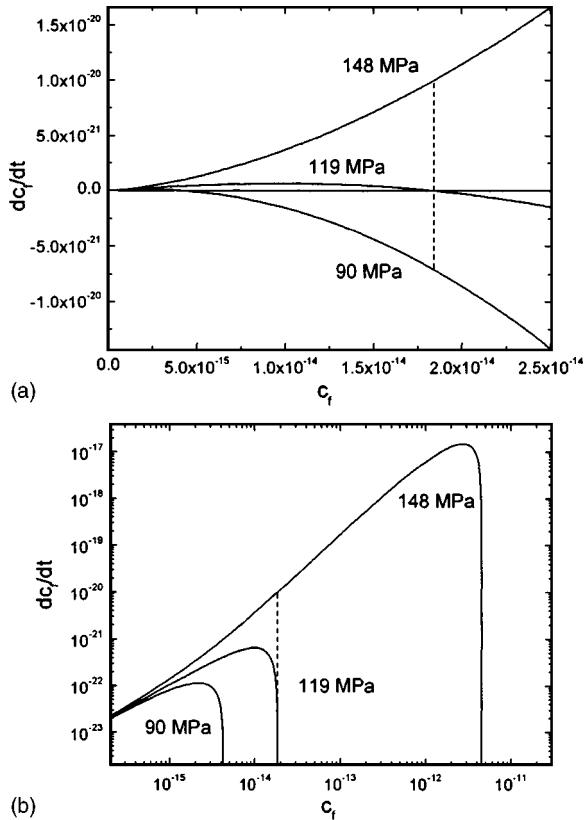 1.5x10⁻²⁰
1.0x10⁻²⁰
5.0x10⁻²¹
0.0
-5.0x10⁻²¹
-1.0x10⁻²⁰
dc_f/dt
148 MPa
119 MPa
90 MPa
0.0 5.0x10⁻¹⁵ 1.0x10⁻¹⁴ 1.5x10⁻¹⁴ 2.0x10⁻¹⁴ 2.5x10⁻¹⁴
(a)
c_f
10⁻¹⁷
10⁻¹⁸
10⁻¹⁹
10⁻²⁰
10⁻²¹
10⁻²²
10⁻²³
dc_f/dt
148 MPa
119 MPa
90 MPa
10⁻¹⁵ 10⁻¹⁴ 10⁻¹³ 10⁻¹² 10⁻¹¹
(b)
c_f